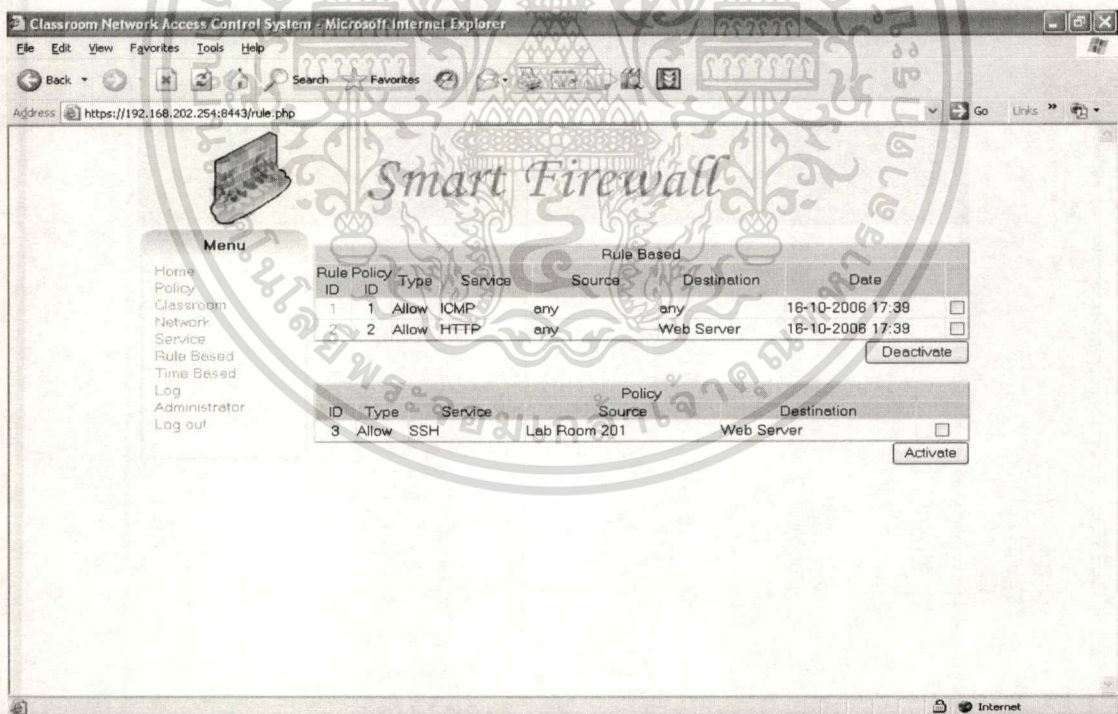 Classroom Network Access Control System - Microsoft Internet Explorer
File Edit View Favorites Tools Help
Back Search Favorites
Address https://192.168.202.254:8443/rule.php Go Links »
Smart Firewall
Menu
Home
Policy
Classroom
Network
Service
Rule Based
Time Based
Log
Administrator
Log out
Rule Based
Rule ID Policy ID Type Service Source Destination Date
1 1 Allow ICMP any any 16-10-2006 17:39
2 2 Allow HTTP any Web Server 16-10-2006 17:39
Deactivate
Policy
ID Type Service Source Destination
3 Allow SSH Lab Room 201 Web Server
Activate
Internet